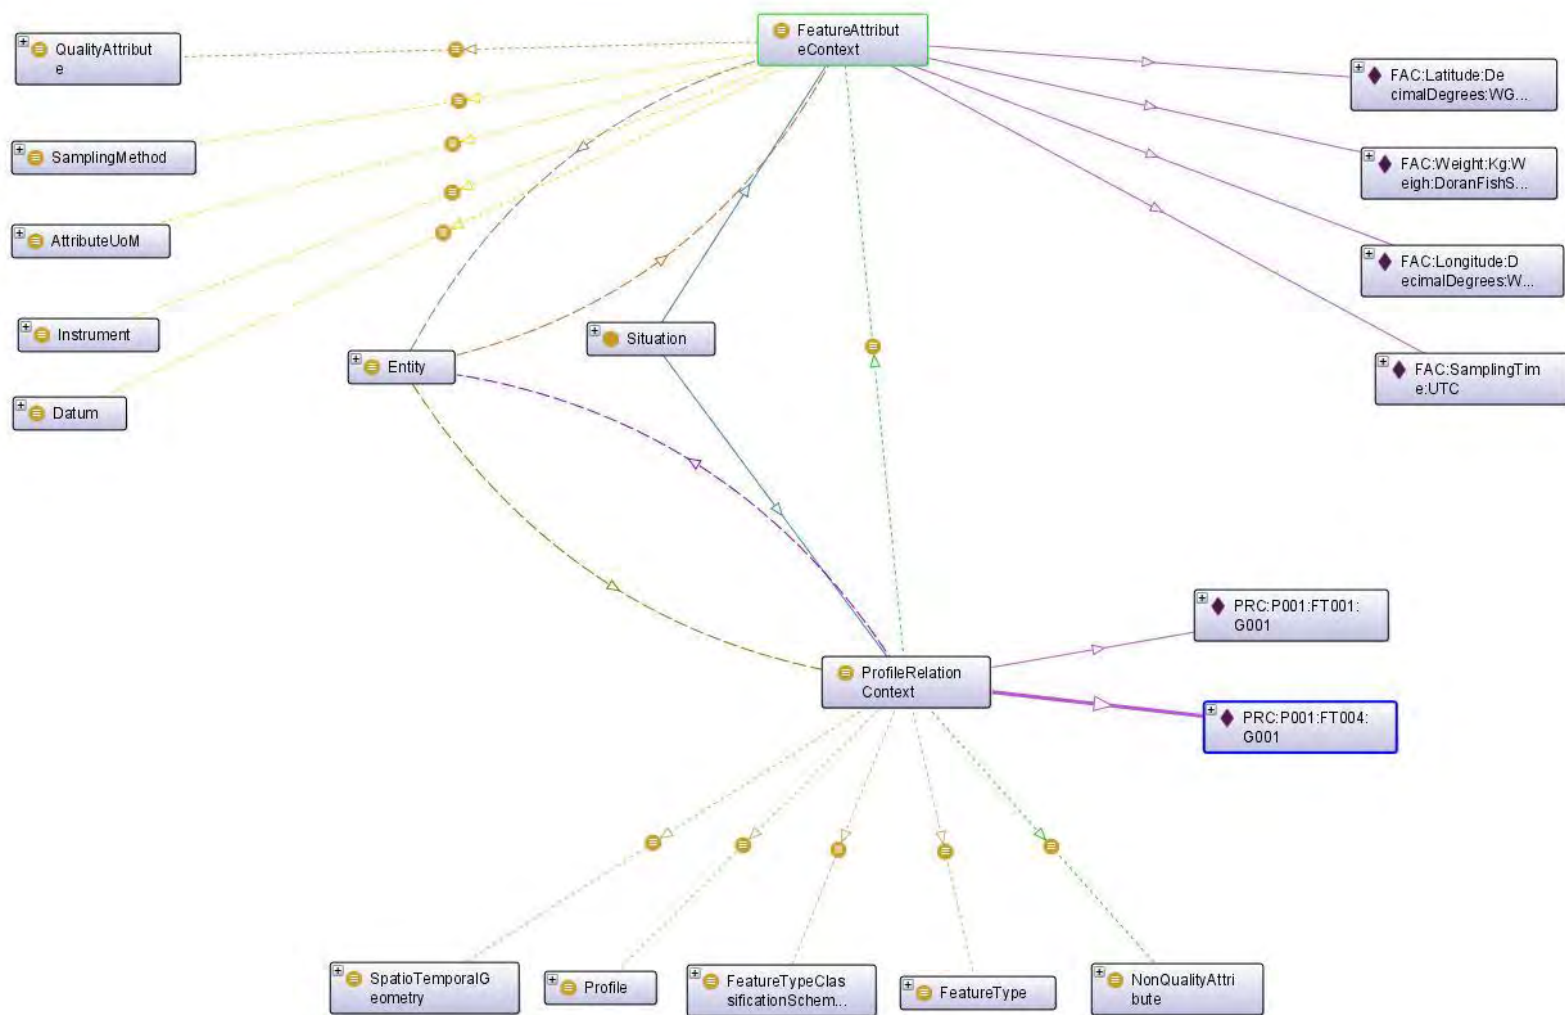 FeatureAttribut
eContext
QualityAttribut
e
FAC:Latitude:De
cimalDegrees:WG...
SamplingMethod
FAC:Weight:Kg:W
eigh:DoranFishS...
AttributeUoM
FAC:Longitude:D
ecimalDegrees:W...
Instrument
Situation
Entity
FAC:SamplingTim
e:UTC
Datum
PRC:P001:FT001:
G001
ProfileRelation
Context
PRC:P001:FT004:
G001
SpatioTemporalG
eometry
Profile
FeatureTypeClas
sificationSchem...
FeatureType
NonQualityAttri
bute